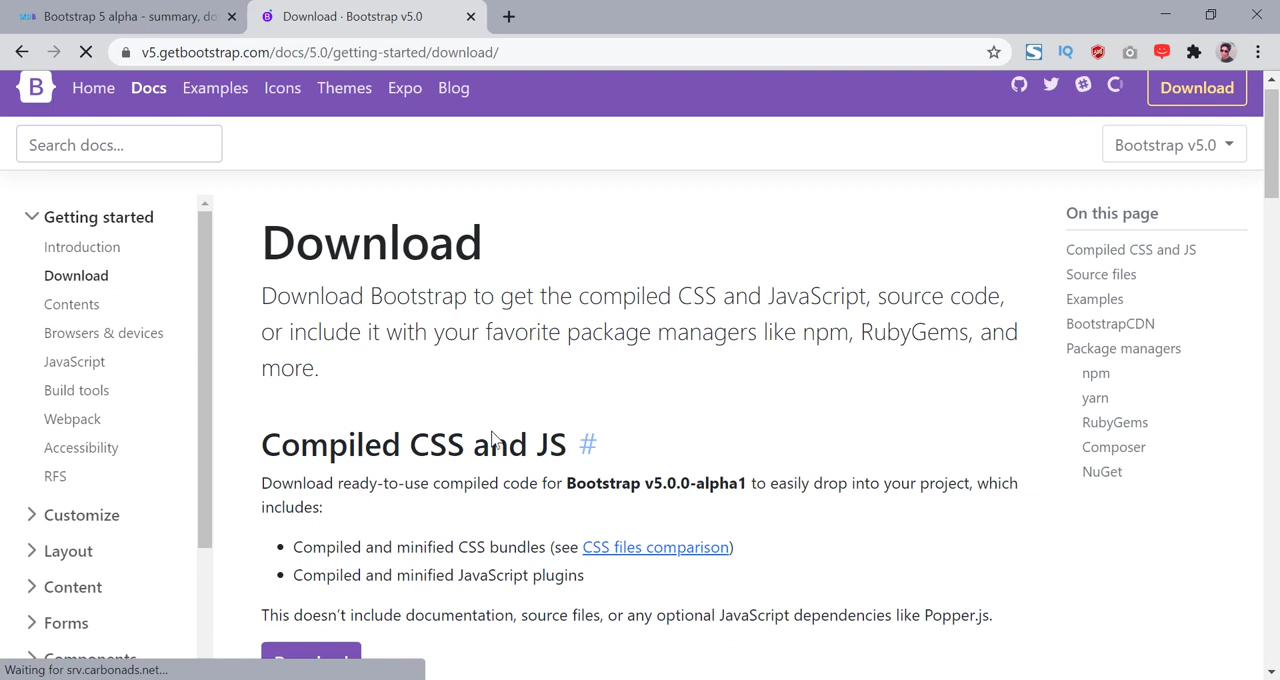 Bootstrap 5 alpha - summary, do
Download · Bootstrap v5.0
v5.getbootstrap.com/docs/5.0/getting-started/download/
B Home Docs Examples Icons Themes Expo Blog Download
Search docs...
Bootstrap v5.0
Getting started
Introduction
Download
Contents
Browsers & devices
JavaScript
Build tools
Webpack
Accessibility
RFS
Customize
Layout
Content
Forms
Components
Download
Download Bootstrap to get the compiled CSS and JavaScript, source code,
or include it with your favorite package managers like npm, RubyGems, and
more.
Compiled CSS and JS #
Download ready-to-use compiled code for Bootstrap v5.0.0-alpha1 to easily drop into your project, which
includes:
• Compiled and minified CSS bundles (see CSS files comparison)
• Compiled and minified JavaScript plugins
This doesn't include documentation, source files, or any optional JavaScript dependencies like Popper.js.
Download
On this page
Compiled CSS and JS
Source files
Examples
BootstrapCDN
Package managers
npm
yarn
RubyGems
Composer
NuGet
Waiting for srv.carbonads.net...